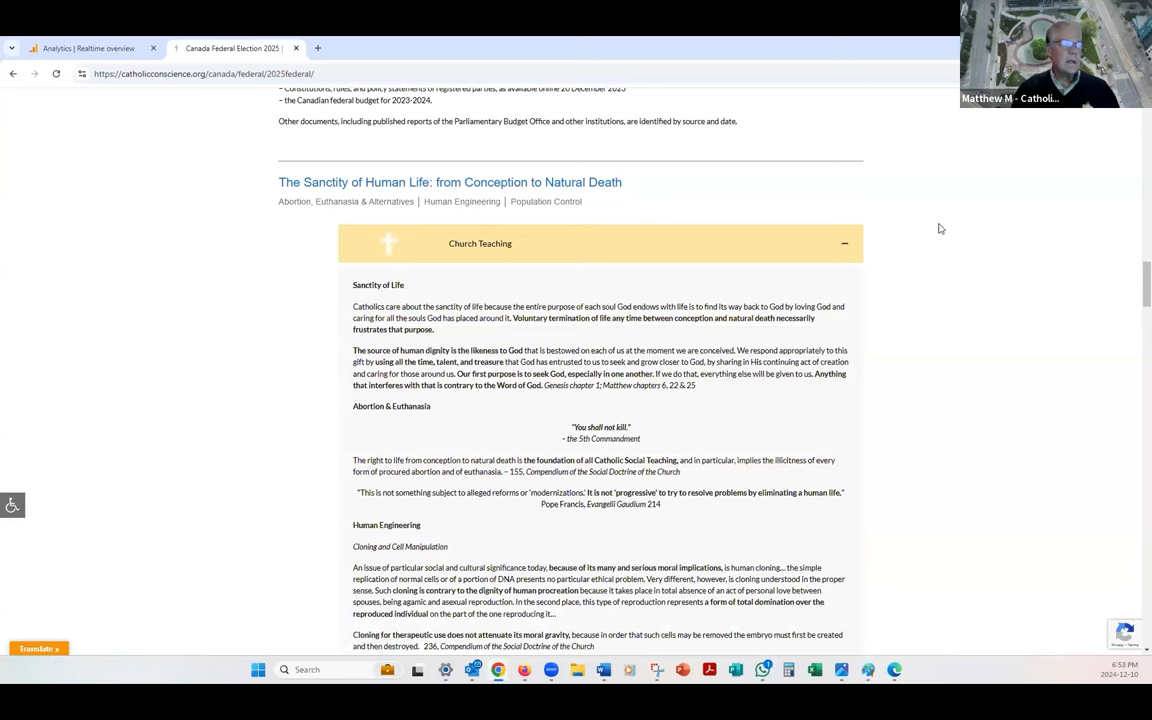 Analytics | Realtime overview
Canada Federal Election 2025 |
https://catholicconscience.org/canada/federal/2025federal/
Matthew M - Catholi...
– Constitutions, rules, and policy statements of registered parties, as available online 20 December 2023
– the Canadian federal budget for 2023-2024.
Other documents, including published reports of the Parliamentary Budget Office and other institutions, are identified by source and date.
The Sanctity of Human Life: from Conception to Natural Death
Abortion, Euthanasia & Alternatives | Human Engineering | Population Control
Church Teaching
Sanctity of Life
Catholics care about the sanctity of life because the entire purpose of each soul God endows with life is to find its way back to God by loving God and
caring for all the souls God has placed around it. Voluntary termination of life any time between conception and natural death necessarily
frustrates that purpose.
The source of human dignity is the likeness to God that is bestowed on each of us at the moment we are conceived. We respond appropriately to this
gift by using all the time, talent, and treasure that God has entrusted to us to seek and grow closer to God, by sharing in His continuing act of creation
and caring for those around us. Our first purpose is to seek God, especially in one another. If we do that, everything else will be given to us. Anything
that interferes with that is contrary to the Word of God. Genesis chapter 1; Matthew chapters 6, 22 & 25
Abortion & Euthanasia
“You shall not kill.”
– the 5th Commandment
The right to life from conception to natural death is the foundation of all Catholic Social Teaching, and in particular, implies the illicitness of every
form of procured abortion and of euthanasia. – 155, Compendium of the Social Doctrine of the Church
"This is not something subject to alleged reforms or 'modernizations.' It is not 'progressive' to try to resolve problems by eliminating a human life."
Pope Francis, Evangelii Gaudium 214
Human Engineering
Cloning and Cell Manipulation
An issue of particular social and cultural significance today, because of its many and serious moral implications, is human cloning… the simple
replication of normal cells or of a portion of DNA presents no particular ethical problem. Very different, however, is cloning understood in the proper
sense. Such cloning is contrary to the dignity of human procreation because it takes place in total absence of an act of personal love between
spouses, being agamic and asexual reproduction. In the second place, this type of reproduction represents a form of total domination over the
reproduced individual on the part of the one reproducing it…
Cloning for therapeutic use does not attenuate its moral gravity, because in order that such cells may be removed the embryo must first be created
and then destroyed. 236, Compendium of the Social Doctrine of the Church
Translate »
Privacy - Terms
Search
6:53 PM
2024-12-10